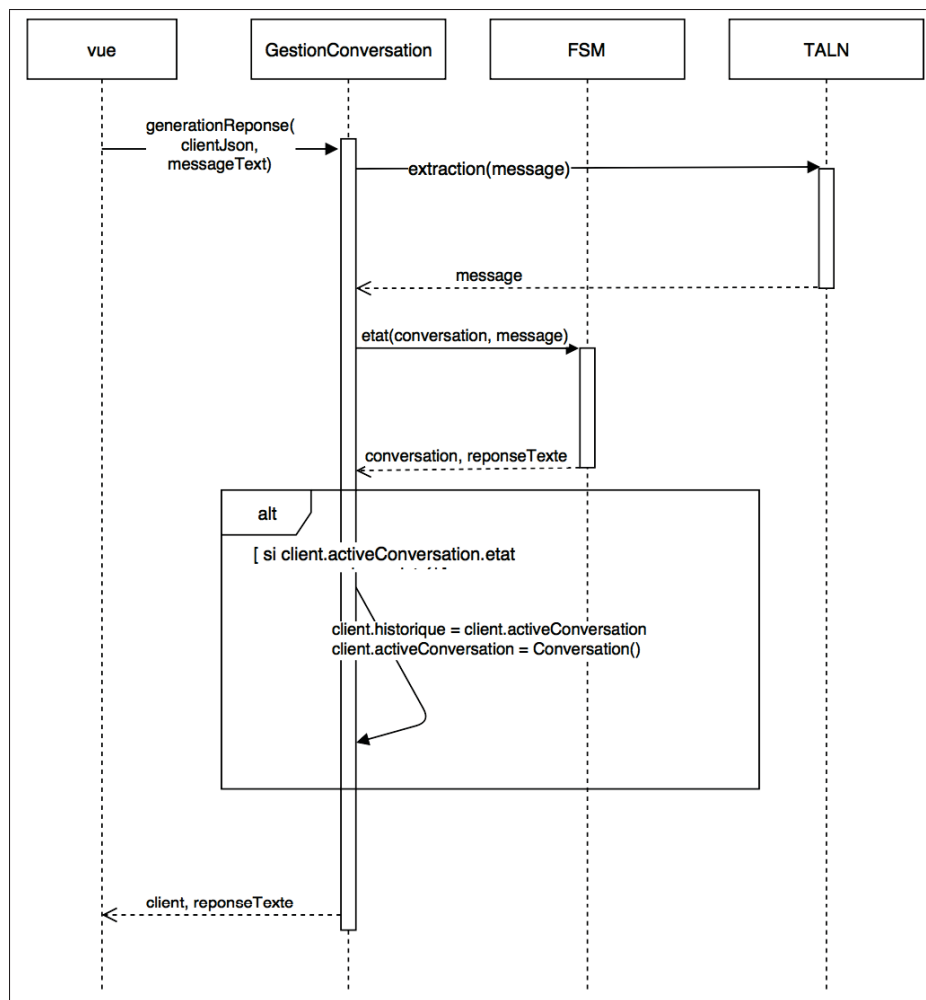 vue
GestionConversation
FSM
TALN
generationReponse(
clientJson,
messageText)
extraction(message)
message
etat(conversation, message)
conversation, reponseTexte
alt
[ si client.activeConversation.etat
client.historique = client.activeConversation
client.activeConversation = Conversation()
client, reponseTexte